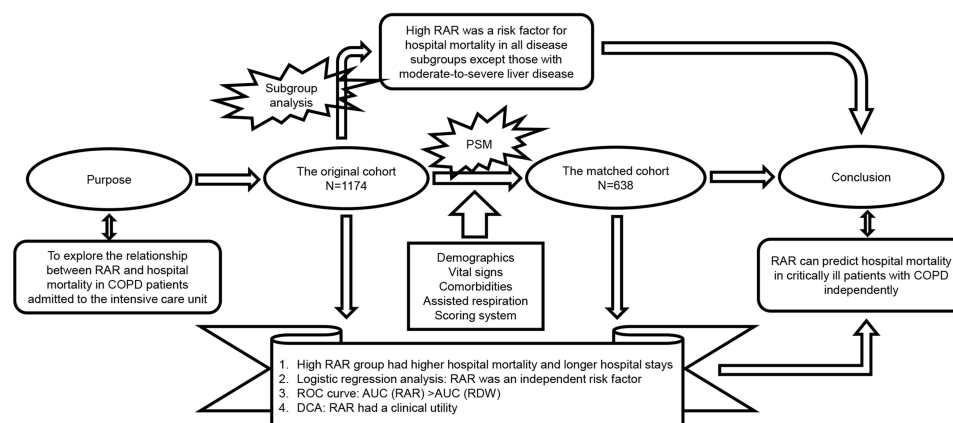 High RAR was a risk factor for
hospital mortality in all disease
subgroups except those with
moderate-to-severe liver disease
Subgroup
analysis
PSM
Purpose
The original cohort
N=1174
The matched cohort
N=638
Conclusion
To explore the relationship
between RAR and hospital
mortality in COPD patients
admitted to the intensive care unit
Demographics
Vital signs
Comorbidities
Assisted respiration
Scoring system
RAR can predict hospital mortality
in critically ill patients with COPD
independently
1. High RAR group had higher hospital mortality and longer hospital stays
2. Logistic regression analysis: RAR was an independent risk factor
3. ROC curve: AUC (RAR) >AUC (RDW)
4. DCA: RAR had a clinical utility